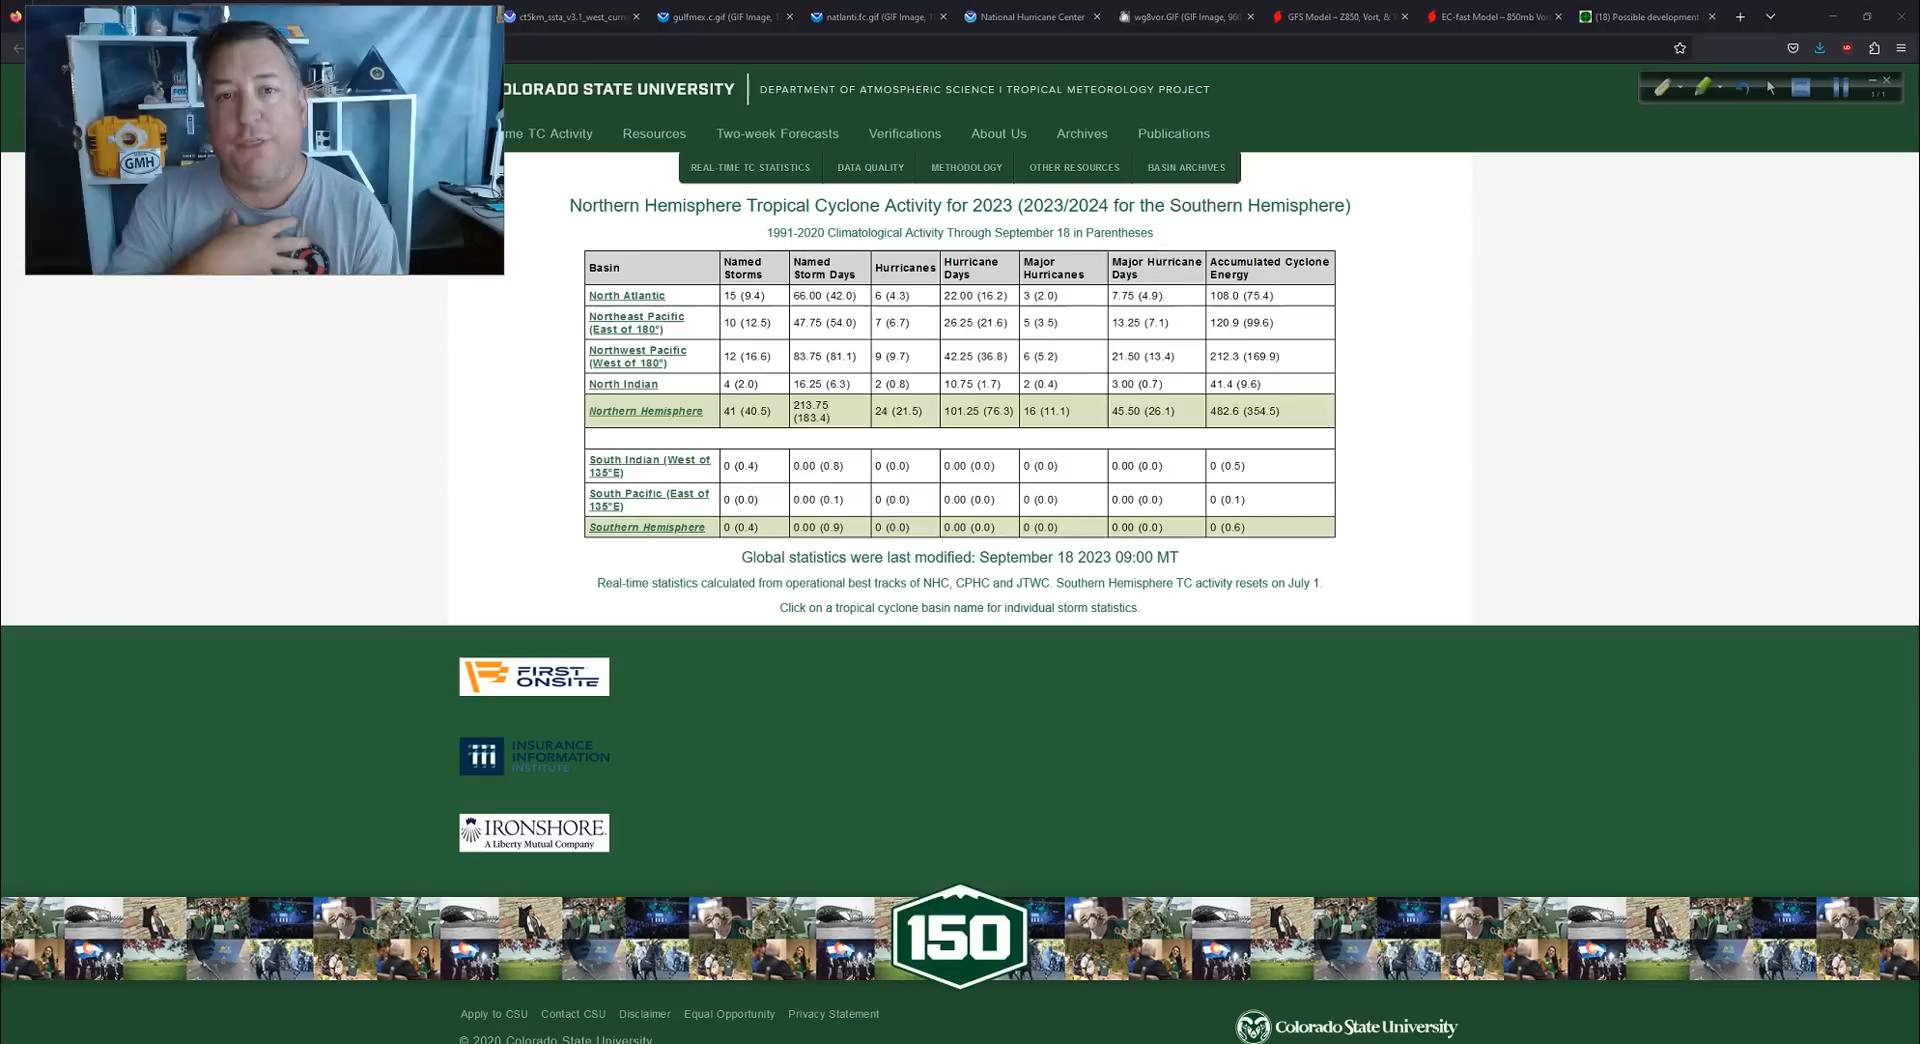 ct5km_ssta_v3.1_west_curre
gulfmex.c.gif (GIF Image, 1
natlanti.fc.gif (GIF Image, 1
National Hurricane Center
wg8vor.GIF (GIF Image, 960
GFS Model – Z850, Vort, &
EC-fast Model – 850mb Vor
(18) Possible development
GMH
OLORADO STATE UNIVERSITY
DEPARTMENT OF ATMOSPHERIC SCIENCE | TROPICAL METEOROLOGY PROJECT
1/1
me TC Activity Resources Two-week Forecasts Verifications About Us Archives Publications
REAL-TIME TC STATISTICS DATA QUALITY METHODOLOGY OTHER RESOURCES BASIN ARCHIVES
Northern Hemisphere Tropical Cyclone Activity for 2023 (2023/2024 for the Southern Hemisphere)
1991-2020 Climatological Activity Through September 18 in Parentheses
Basin Named Storms Named Storm Days Hurricanes Hurricane Days Major Hurricanes Major Hurricane Days Accumulated Cyclone Energy
North Atlantic 15 (9.4) 66.00 (42.0) 6 (4.3) 22.00 (16.2) 3 (2.0) 7.75 (4.9) 108.0 (75.4)
Northeast Pacific (East of 180°) 10 (12.5) 47.75 (54.0) 7 (6.7) 26.25 (21.6) 5 (3.5) 13.25 (7.1) 120.9 (99.6)
Northwest Pacific (West of 180°) 12 (16.6) 83.75 (81.1) 9 (9.7) 42.25 (36.8) 6 (5.2) 21.50 (13.4) 212.3 (169.9)
North Indian 4 (2.0) 16.25 (6.3) 2 (0.8) 10.75 (1.7) 2 (0.4) 3.00 (0.7) 41.4 (9.6)
Northern Hemisphere 41 (40.5) 213.75 (183.4) 24 (21.5) 101.25 (76.3) 16 (11.1) 45.50 (26.1) 482.6 (354.5)
South Indian (West of 135°E) 0 (0.4) 0.00 (0.8) 0 (0.0) 0.00 (0.0) 0 (0.0) 0.00 (0.0) 0 (0.5)
South Pacific (East of 135°E) 0 (0.0) 0.00 (0.1) 0 (0.0) 0.00 (0.0) 0 (0.0) 0.00 (0.0) 0 (0.1)
Southern Hemisphere 0 (0.4) 0.00 (0.9) 0 (0.0) 0.00 (0.0) 0 (0.0) 0.00 (0.0) 0 (0.6)
Global statistics were last modified: September 18 2023 09:00 MT
Real-time statistics calculated from operational best tracks of NHC, CPHC and JTWC. Southern Hemisphere TC activity resets on July 1.
Click on a tropical cyclone basin name for individual storm statistics.
FIRST
ONSITE
iii INSURANCE
INFORMATION
INSTITUTE
IRONSHORE
A Liberty Mutual Company
150
Apply to CSU Contact CSU Disclaimer Equal Opportunity Privacy Statement
Colorado State University
© 2020 Colorado State University